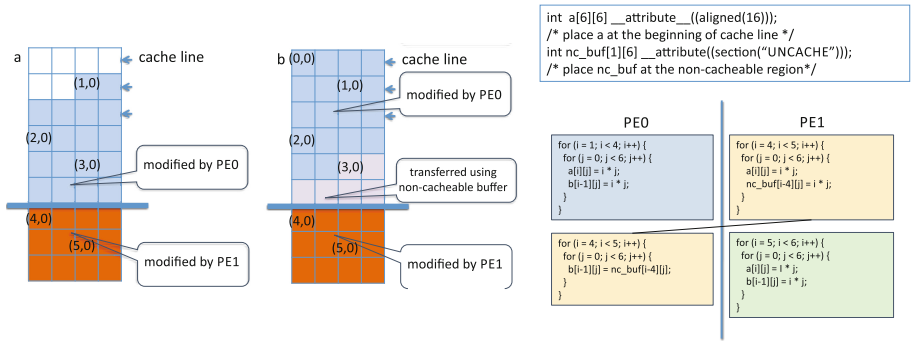 a
cache line
(1,0)
(2,0)
(3,0)
modified by PE0
(4,0)
(5,0)
modified by PE1
b
(0,0)
cache line
(1,0)
modified by PE0
(2,0)
(3,0)
transferred using
non-cacheable buffer
(4,0)
(5,0)
modified by PE1
int a[6][6] __attribute__((aligned(16)));
/* place a at the beginning of cache line */
int nc_buf[1][6] __attribute((section(“UNCACHE”)));
/* place nc_buf at the non-cacheable region*/
PE0
for (i = 1; i < 4; i++) {
for (j = 0; j < 6; j++) {
a[i][j] = i * j;
b[i-1][j] = i * j;
}
}
for (i = 4; i < 5; i++) {
for (j = 0; j < 6; j++) {
b[i-1][j] = nc_buf[i-4][j];
}
}
PE1
for (i = 4; i < 5; i++) {
for (j = 0; j < 6; j++) {
a[i][j] = i * j;
nc_buf[i-4][j] = i * j;
}
}
for (i = 5; i < 6; i++) {
for (j = 0; j < 6; j++) {
a[i][j] = I * j;
b[i-1][j] = i * j;
}
}